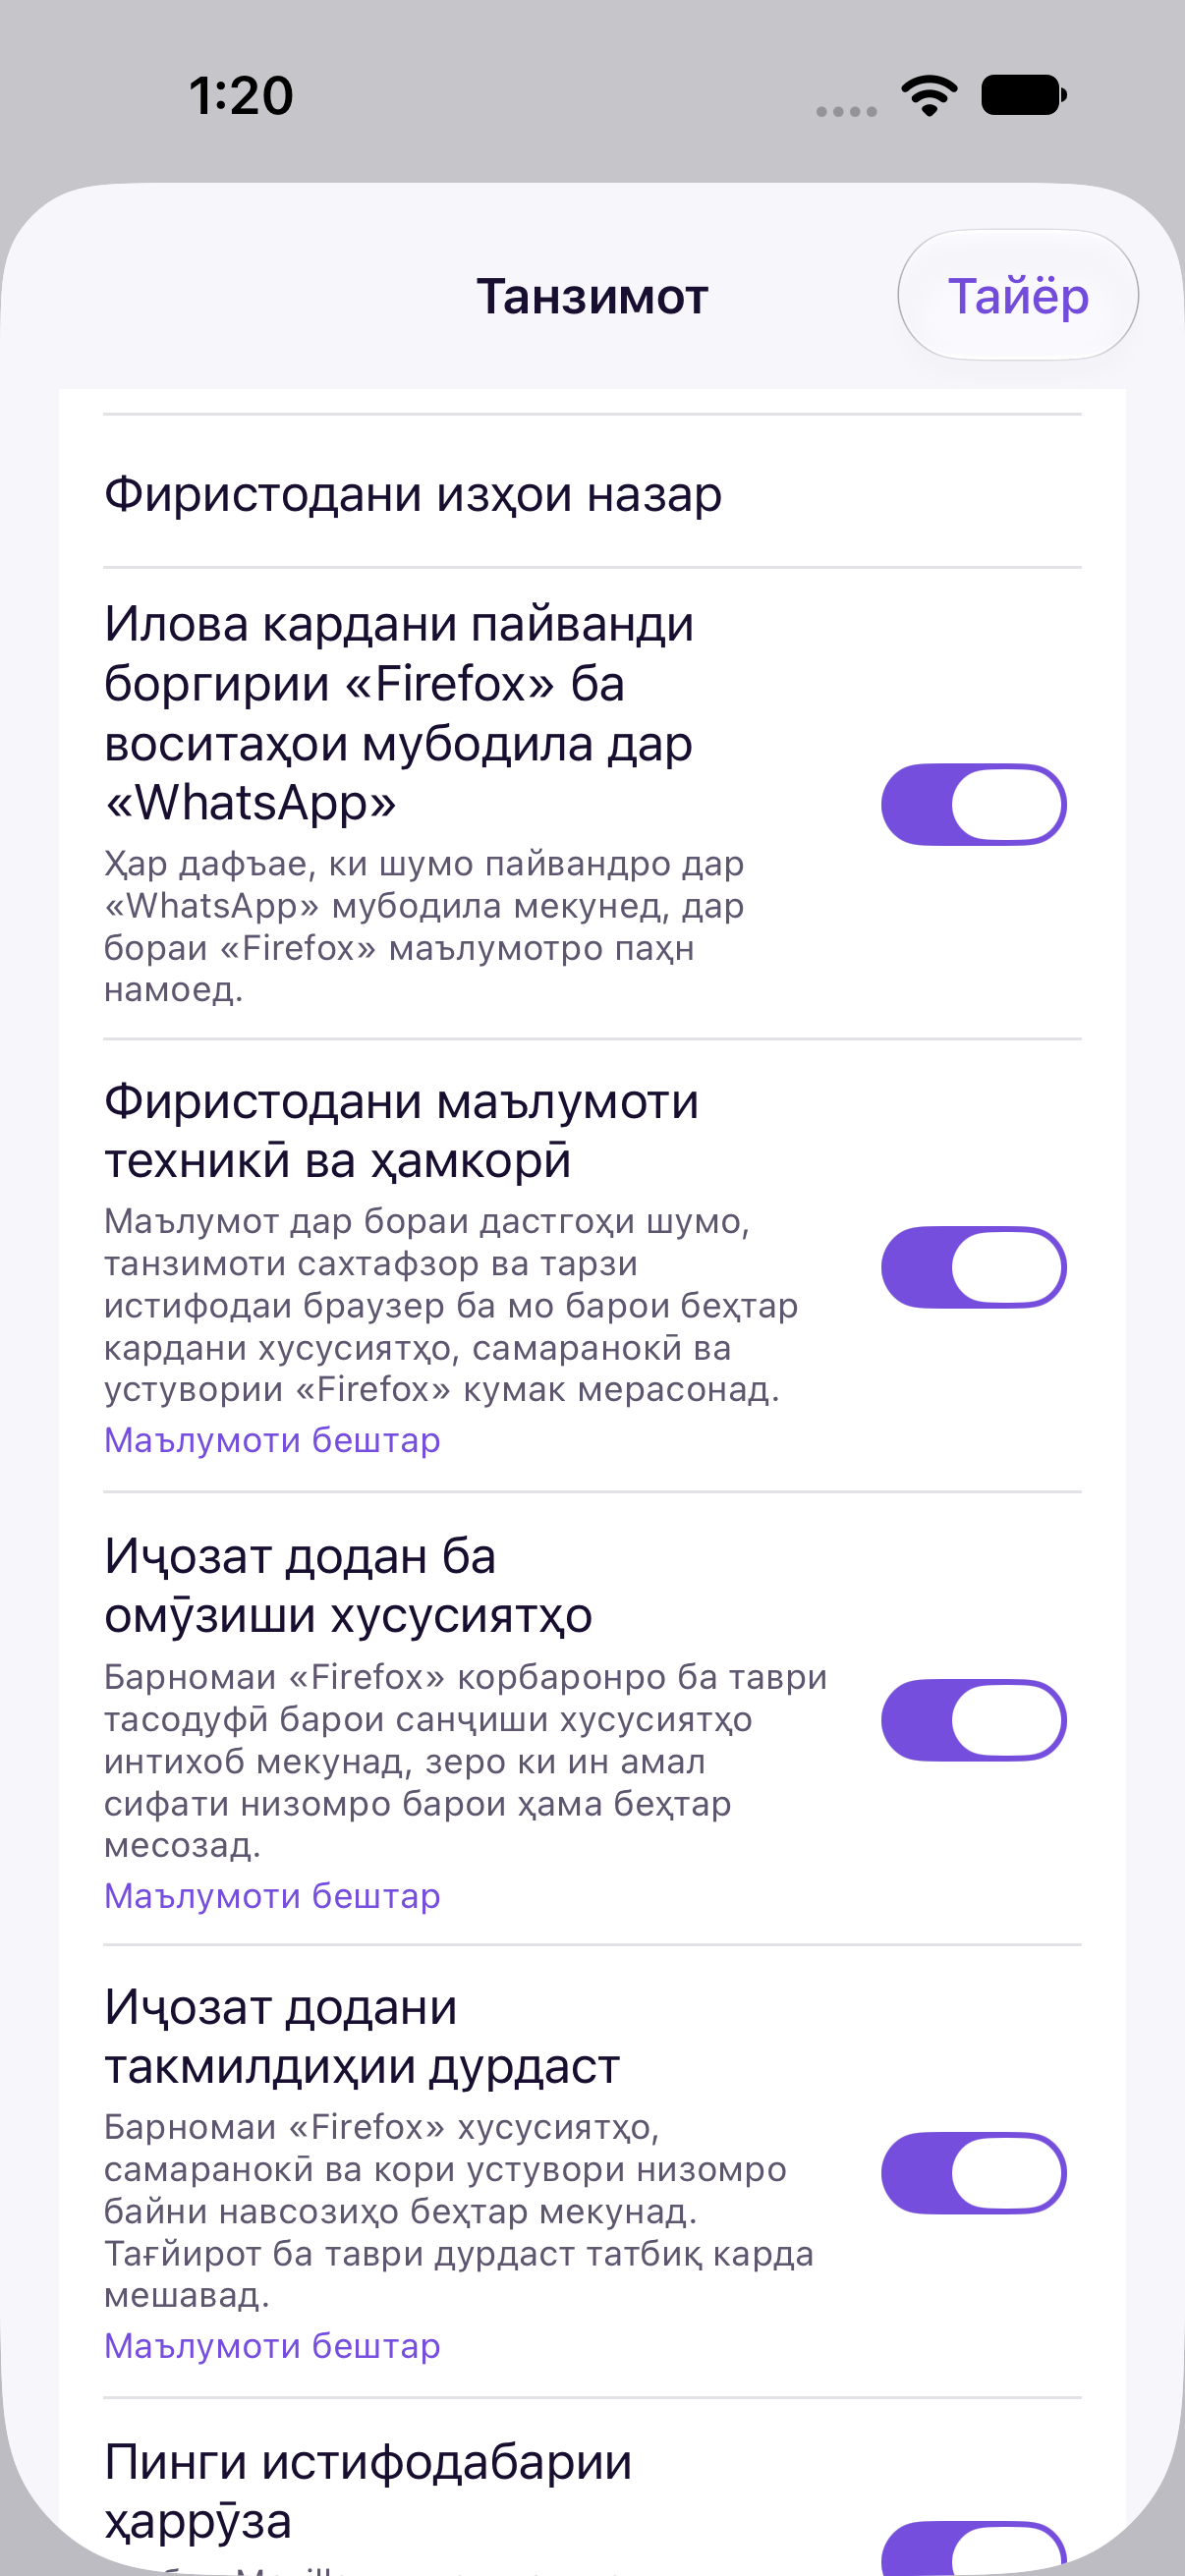 1:20
Танзимот
Тайёр
Фиристодани изҳои назар
Илова кардани пайванди
боргирии «Firefox» ба
воситаҳои мубодила дар
«WhatsApp»
Ҳар дафъае, ки шумо пайвандро дар
«WhatsApp» мубодила мекунед, дар
бораи «Firefox» маълумотро паҳн
намоед.
Фиристодани маълумоти
техникӣ ва ҳамкорӣ
Маълумот дар бораи дастгоҳи шумо,
танзимоти сахтафзор ва тарзи
истифодаи браузер ба мо барои беҳтар
кардани хусусиятҳо, самаранокӣ ва
устувории «Firefox» кумак мерасонад.
Маълумоти бештар
Иҷозат додан ба
омӯзиши хусусиятҳо
Барномаи «Firefox» корбаронро ба таври
тасодуфӣ барои санҷиши хусусиятҳо
интихоб мекунад, зеро ки ин амал
сифати низомро барои ҳама беҳтар
месозад.
Маълумоти бештар
Иҷозат додани
такмилдиҳии дурдаст
Барномаи «Firefox» хусусиятҳо,
самаранокӣ ва кори устувори низомро
байни навсозиҳо беҳтар мекунад.
Тағйирот ба таври дурдаст татбиқ карда
мешавад.
Маълумоти бештар
Пинги истифодабарии
ҳаррӯза